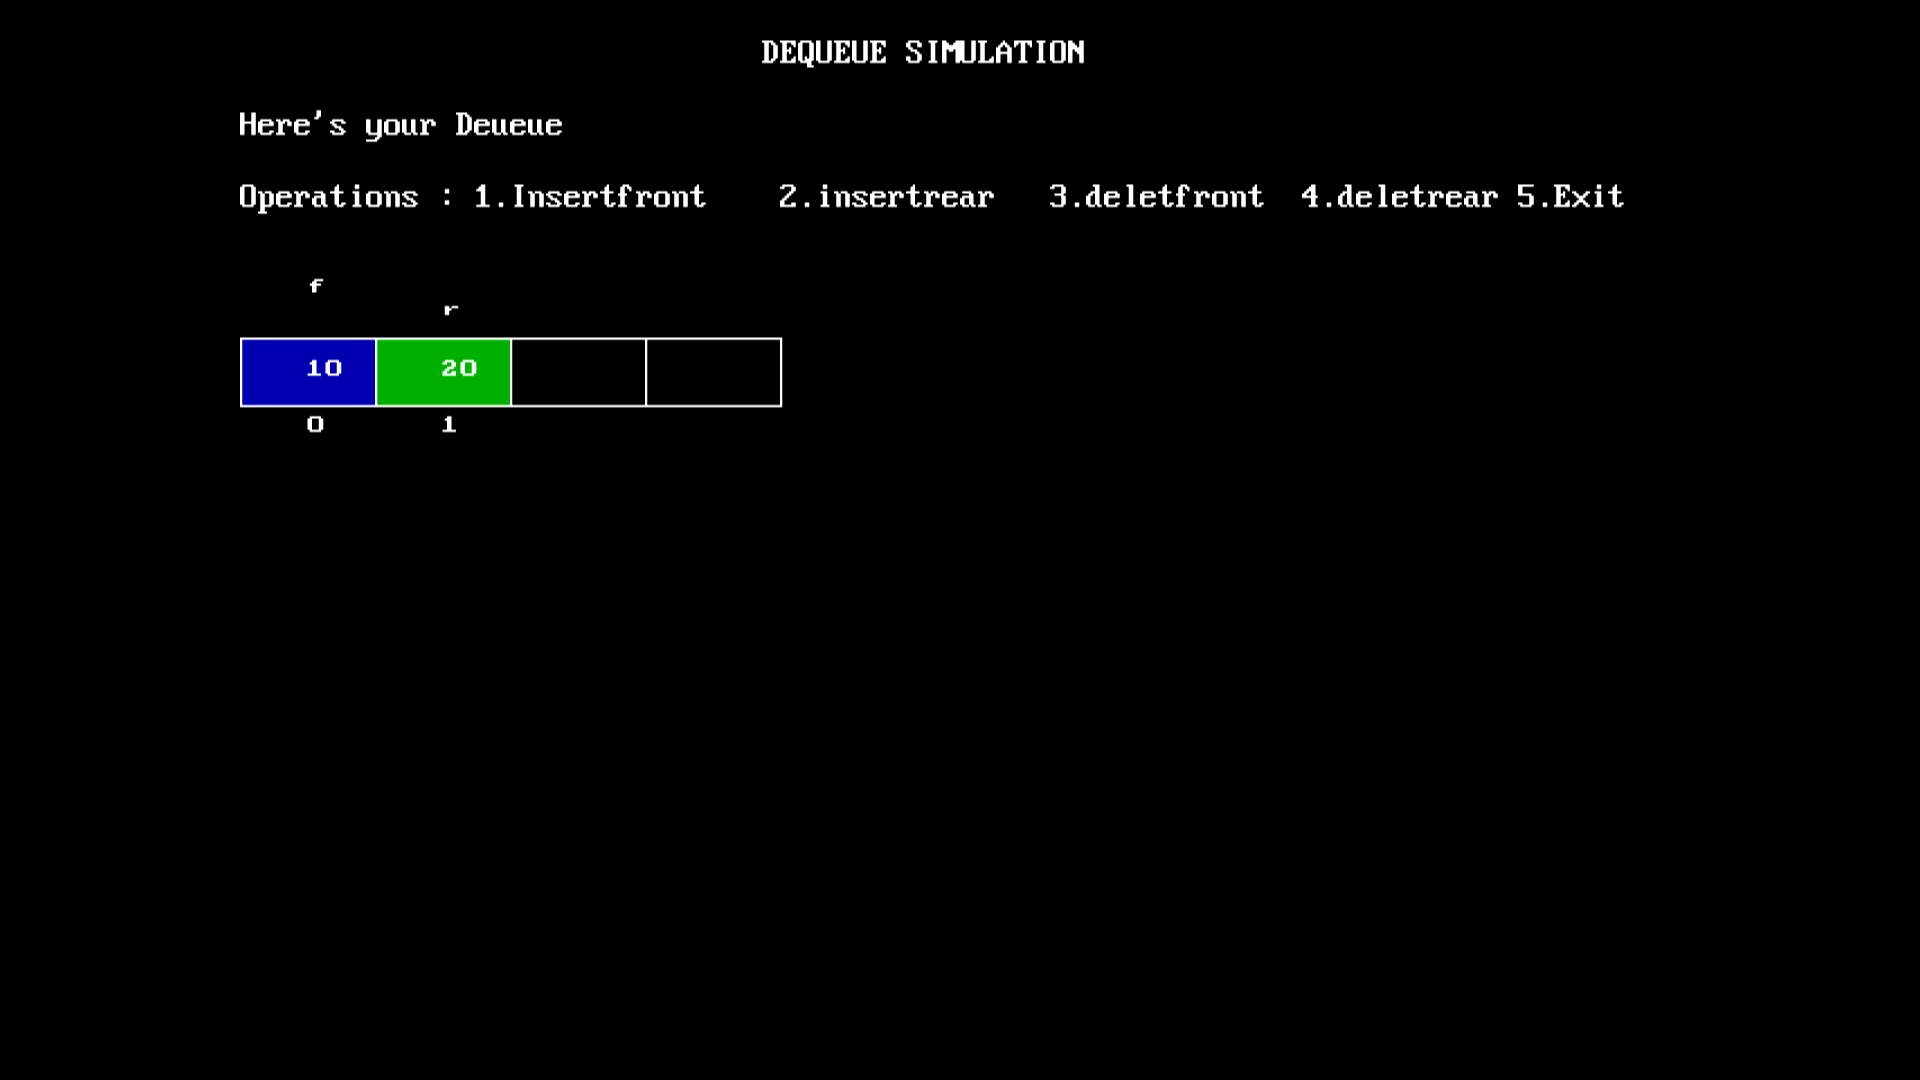 DEQUEUE SIMULATION
Here's your Deueue
Operations : 1.Insertfront 2.insertrear 3.deletfront 4.deletrear 5.Exit
f
r
10 20
0 1